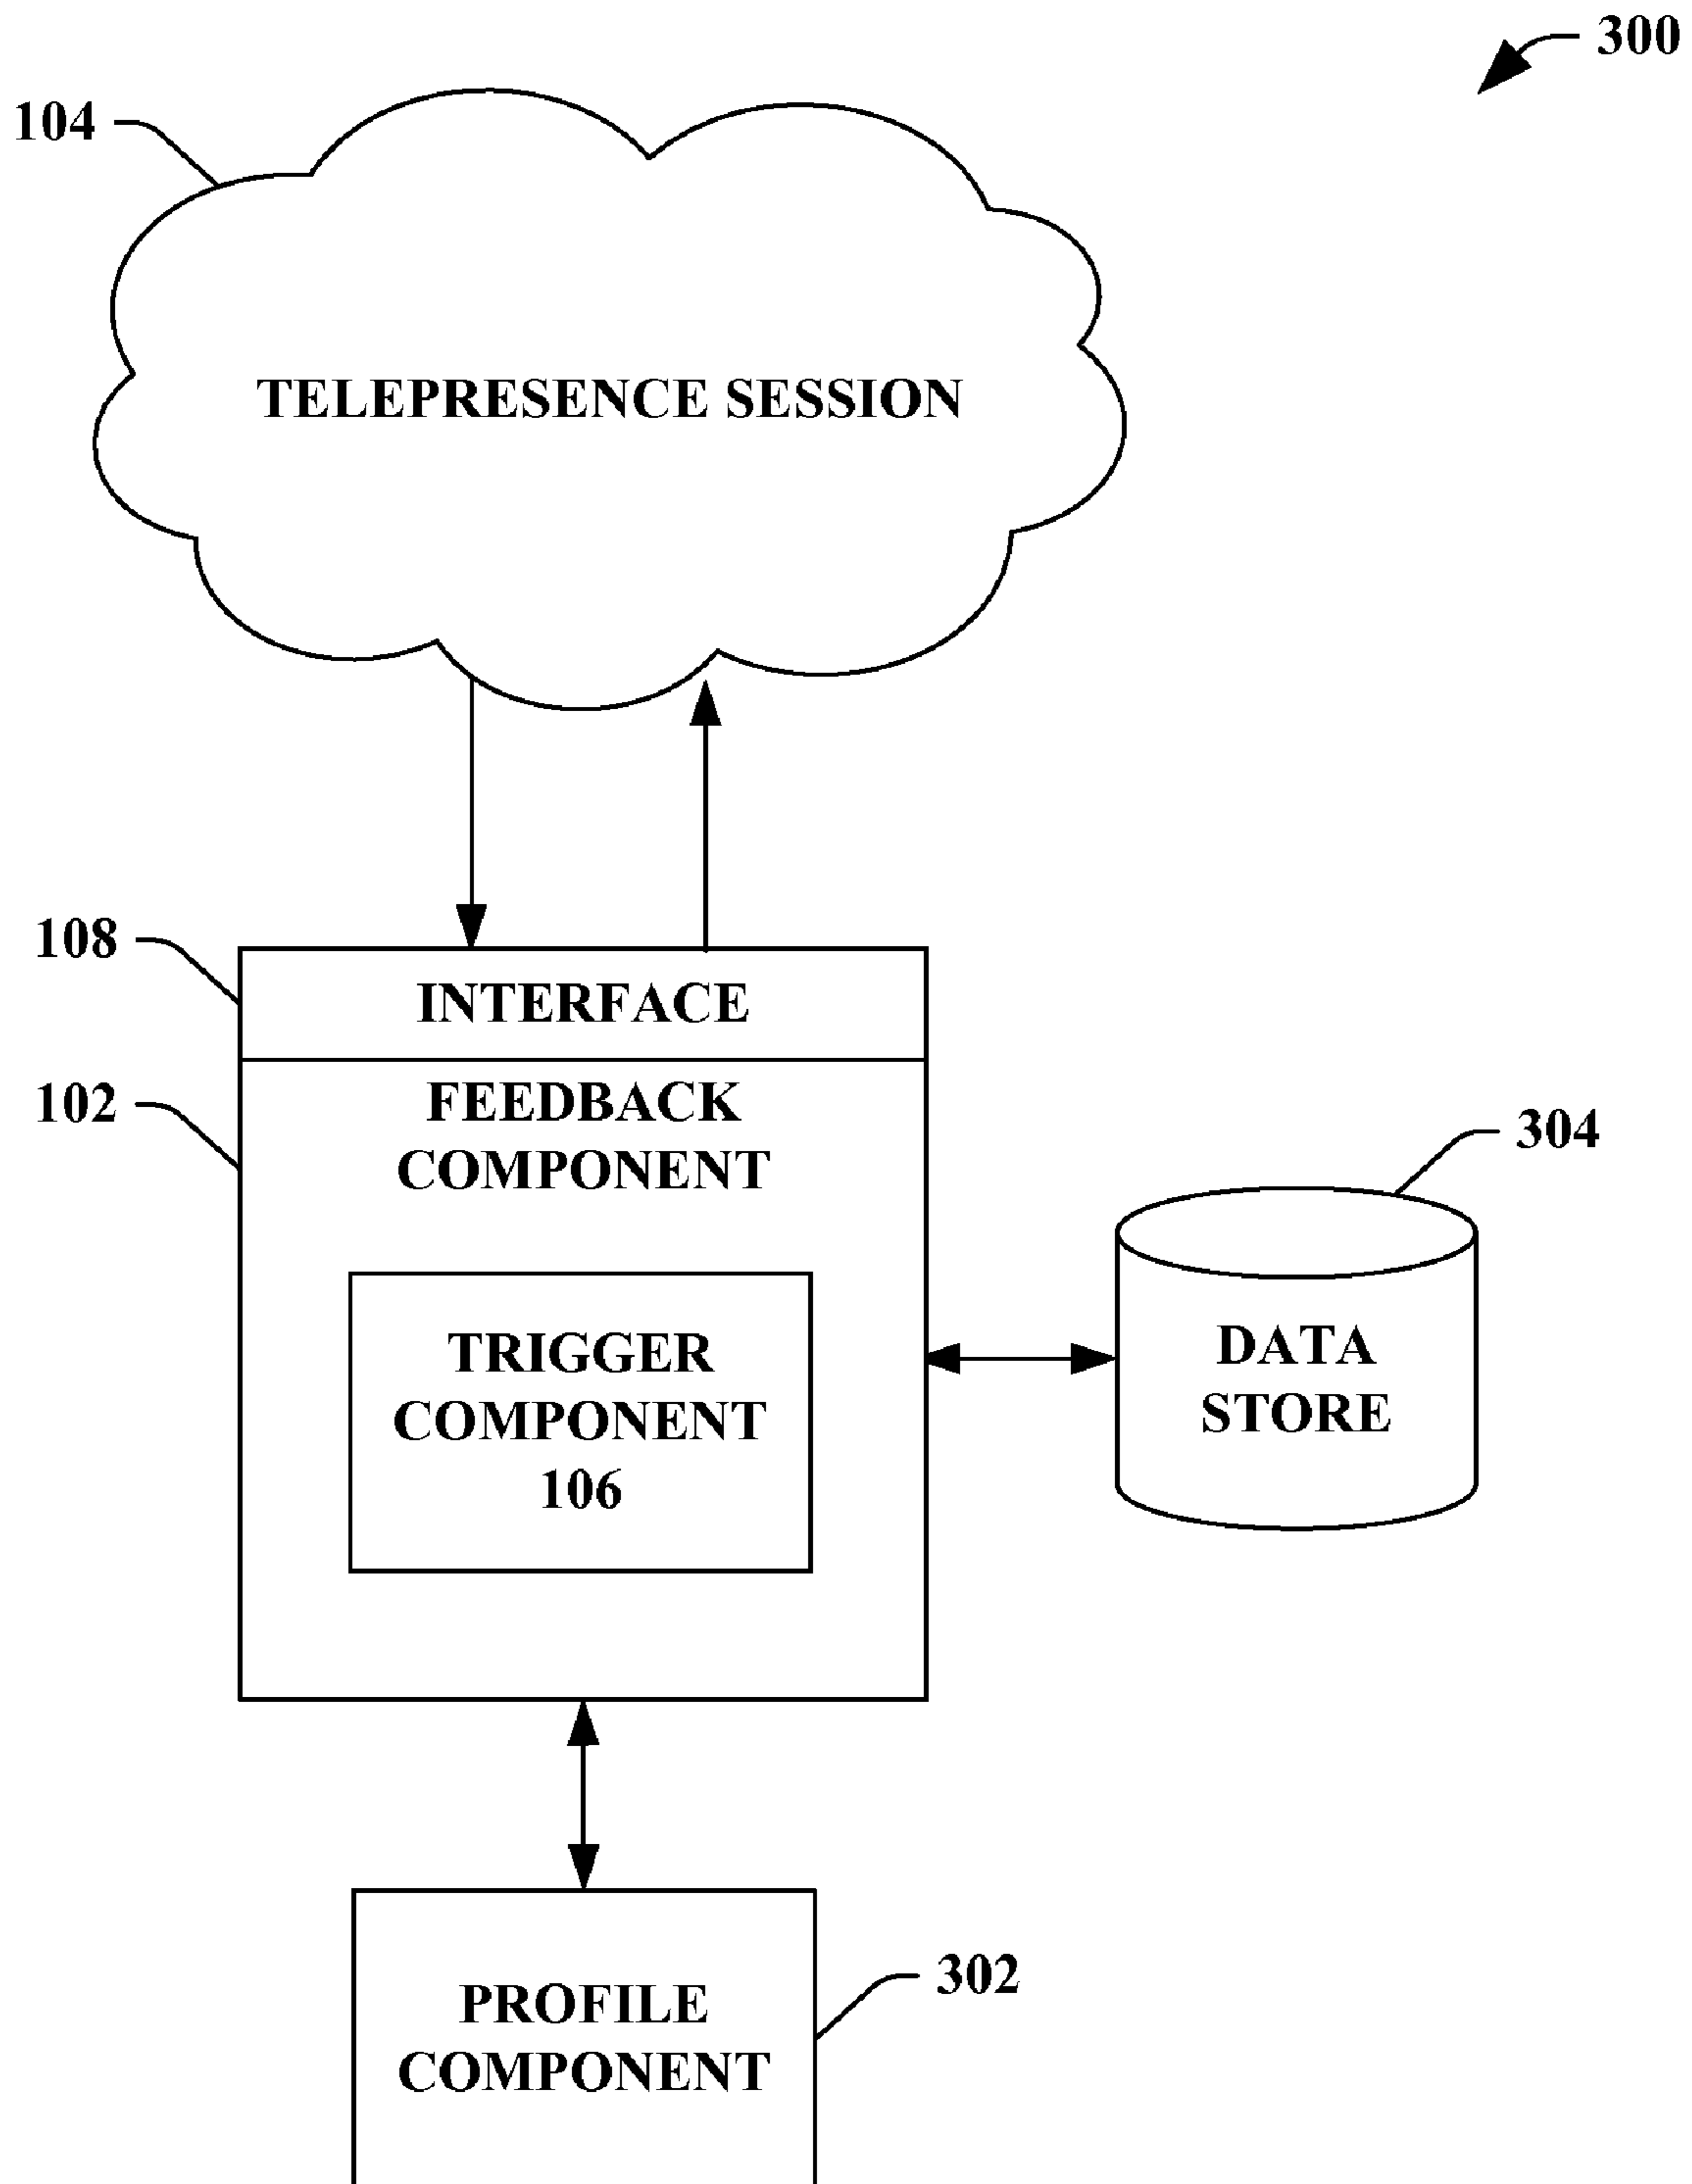 300
104
TELEPRESENCE SESSION
108
INTERFACE
102
FEEDBACK
COMPONENT
304
TRIGGER
COMPONENT
106
DATA
STORE
302
PROFILE
COMPONENT